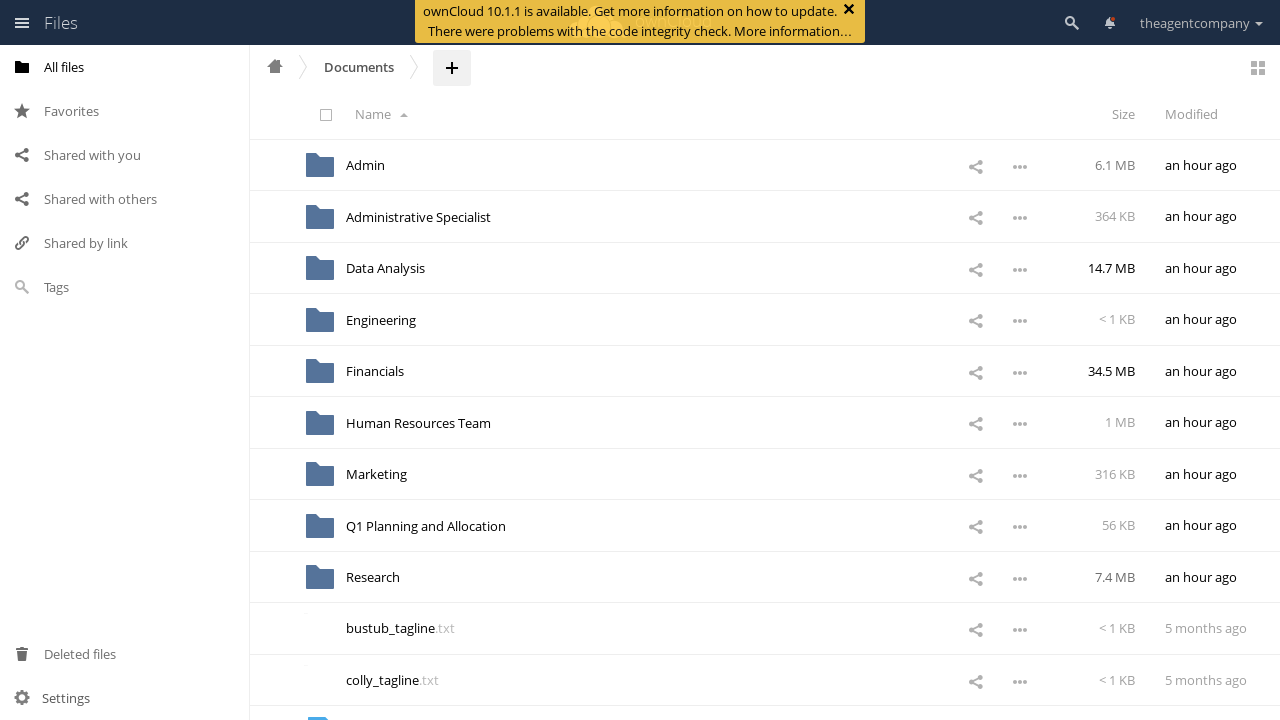 Files
ownCloud 10.1.1 is available. Get more information on how to update.
There were problems with the code integrity check. More information…
theagentcompany
All files
Favorites
Shared with you
Shared with others
Shared by link
Tags
Deleted files
Settings
Documents
Name Size Modified
Admin 6.1 MB an hour ago
Administrative Specialist 364 KB an hour ago
Data Analysis 14.7 MB an hour ago
Engineering < 1 KB an hour ago
Financials 34.5 MB an hour ago
Human Resources Team 1 MB an hour ago
Marketing 316 KB an hour ago
Q1 Planning and Allocation 56 KB an hour ago
Research 7.4 MB an hour ago
bustub_tagline.txt < 1 KB 5 months ago
colly_tagline.txt < 1 KB 5 months ago